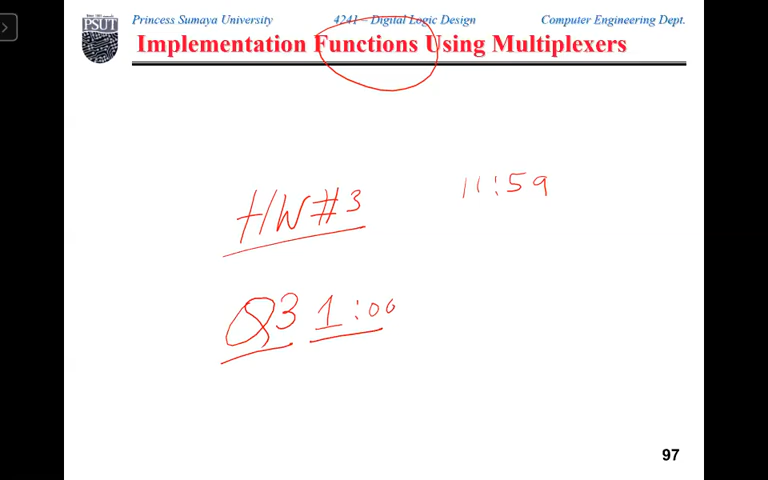 Princess Sumaya University 4241 - Digital Logic Design Computer Engineering Dept.
PSUT
Implementation Functions Using Multiplexers
HW#3 11:59
Q3 1:00
97